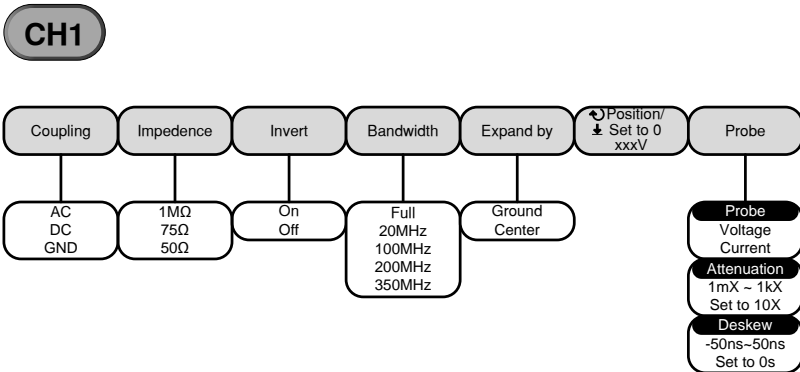 CH1
Coupling
Impedence
Invert
Bandwidth
Expand by
Position/
Set to 0
xxxV
Probe
AC
DC
GND
1MΩ
75Ω
50Ω
On
Off
Full
20MHz
100MHz
200MHz
350MHz
Ground
Center
Probe
Voltage
Current
Attenuation
1mX ~ 1kX
Set to 10X
Deskew
-50ns~50ns
Set to 0s